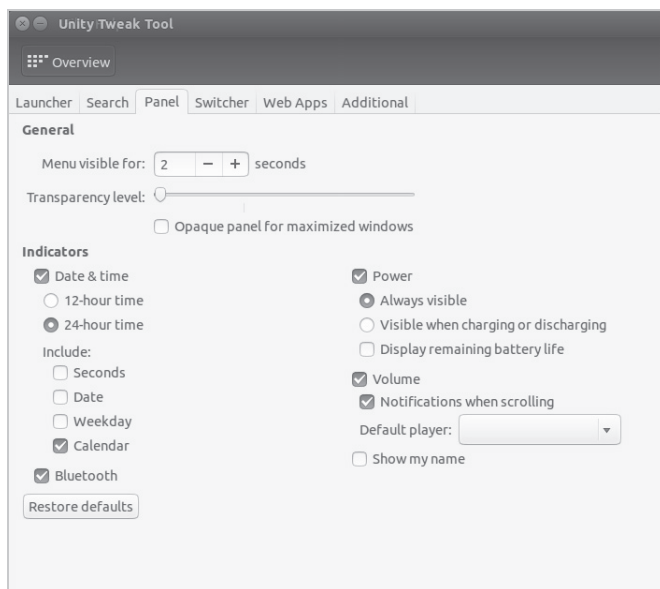 Unity Tweak Tool
Overview
Launcher Search Panel Switcher Web Apps Additional
General
Menu visible for: 2 − + seconds
Transparency level:
Opaque panel for maximized windows
Indicators
Date & time
12-hour time
24-hour time
Include:
Seconds
Date
Weekday
Calendar
Bluetooth
Restore defaults
Power
Always visible
Visible when charging or discharging
Display remaining battery life
Volume
Notifications when scrolling
Default player:
Show my name